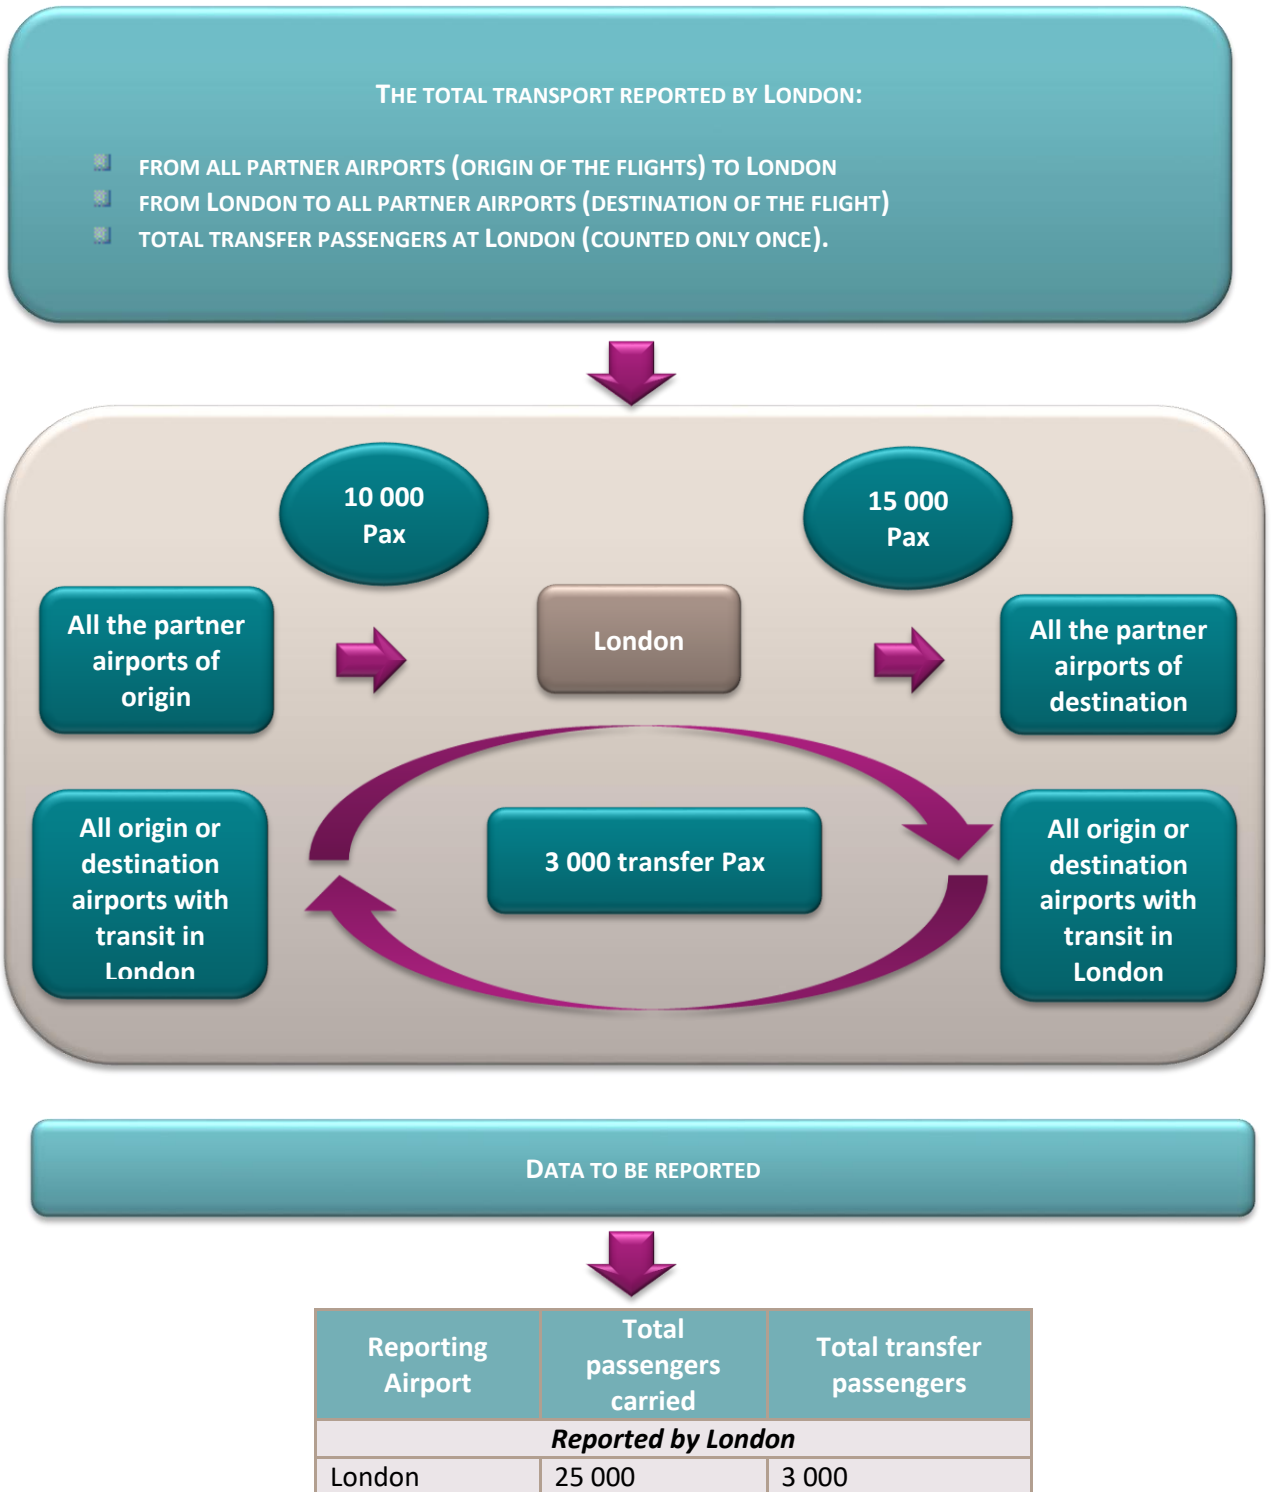 THE TOTAL TRANSPORT REPORTED BY LONDON:
FROM ALL PARTNER AIRPORTS (ORIGIN OF THE FLIGHTS) TO LONDON
FROM LONDON TO ALL PARTNER AIRPORTS (DESTINATION OF THE FLIGHT)
TOTAL TRANSFER PASSENGERS AT LONDON (COUNTED ONLY ONCE).
10 000
Pax
15 000
Pax
All the partner
airports of
origin
London
All the partner
airports of
destination
All origin or
destination
airports with
transit in
London
3 000 transfer Pax
All origin or
destination
airports with
transit in
London
DATA TO BE REPORTED
Reporting
Airport
Total
passengers
carried
Total transfer
passengers
Reported by London
London
25 000
3 000